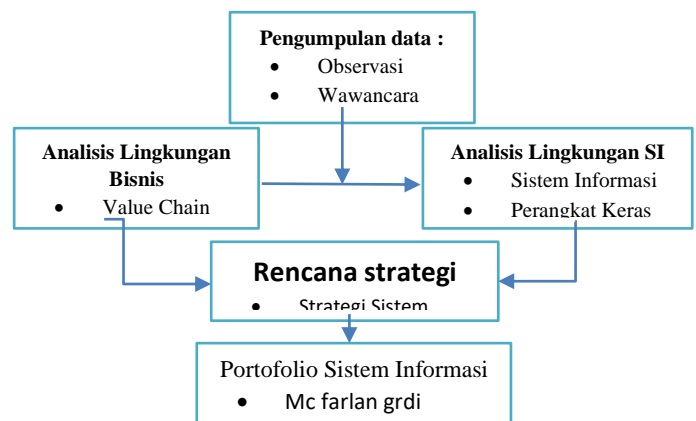 Pengumpulan data :
• Observasi
• Wawancara
Analisis Lingkungan
Bisnis
• Value Chain
Analisis Lingkungan SI
• Sistem Informasi
• Perangkat Keras
Rencana strategi
• Strategi Sistem
Portofolio Sistem Informasi
• Mc farlan grdi